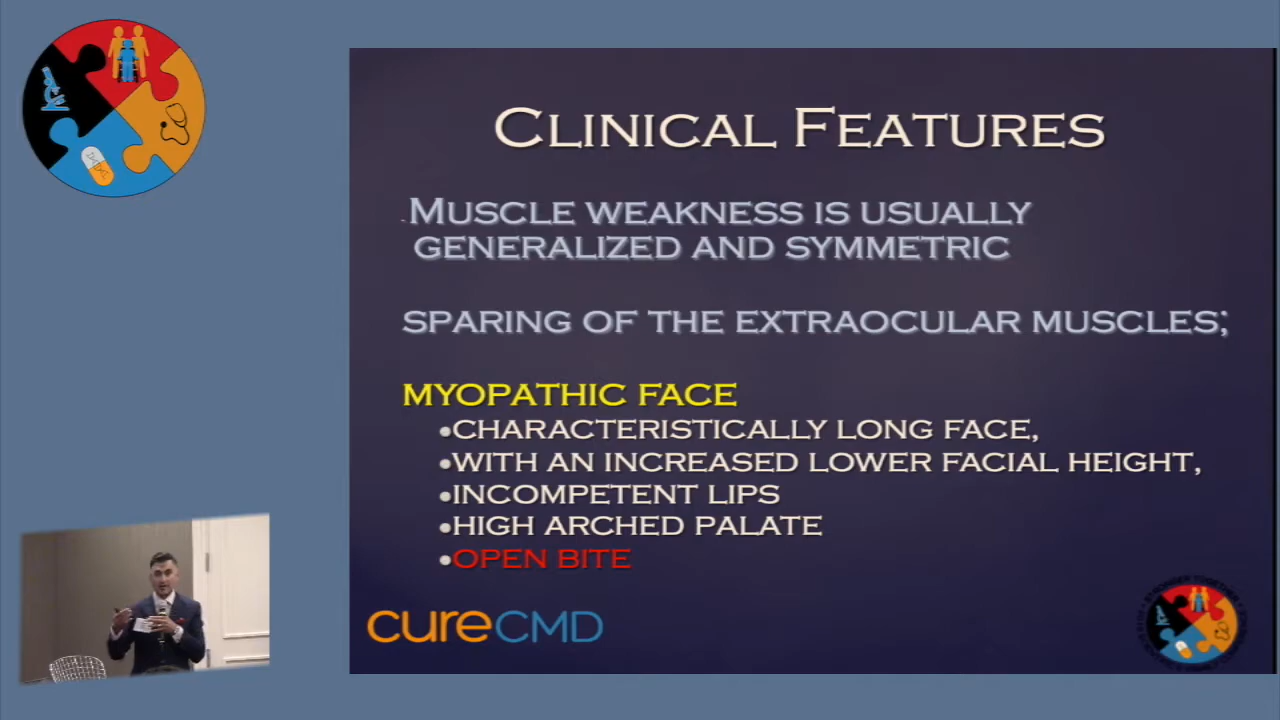 CLINICAL FEATURES
- MUSCLE WEAKNESS IS USUALLY
GENERALIZED AND SYMMETRIC
SPARING OF THE EXTRAOCULAR MUSCLES;
MYOPATHIC FACE
•CHARACTERISTICALLY LONG FACE,
•WITH AN INCREASED LOWER FACIAL HEIGHT,
•INCOMPETENT LIPS
•HIGH ARCHED PALATE
•OPEN BITE
cureCMD